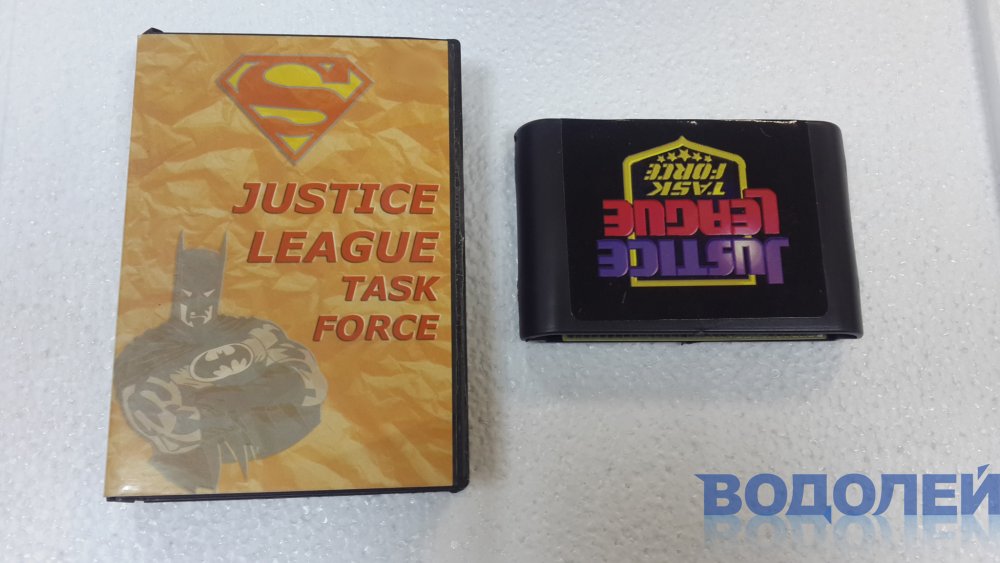 JUSTICE
LEAGUE
TASK
FORCE
JUSTICE
LEAGUE
TASK
FORCE
ВОДОЛЕЙ